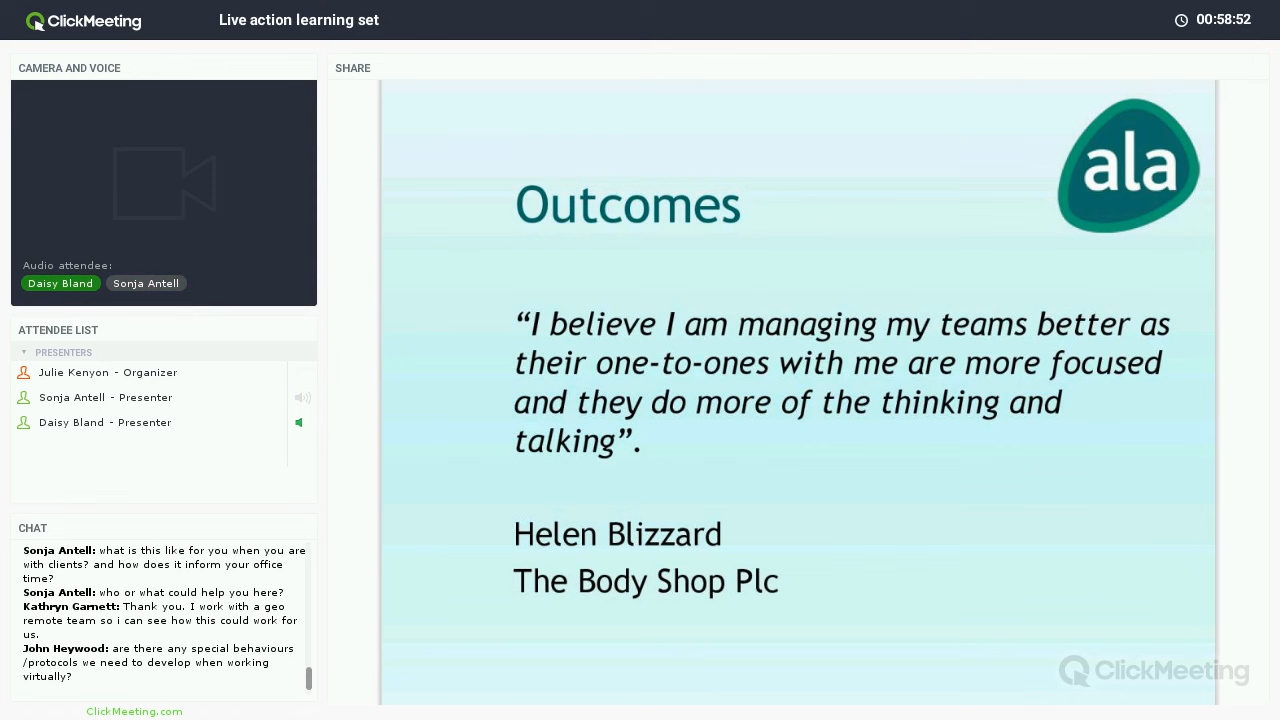 ClickMeeting
Live action learning set
00:58:52
CAMERA AND VOICE
Audio attendee:
Daisy Bland
Sonja Antell
ATTENDEE LIST
PRESENTERS
Julie Kenyon - Organizer
Sonja Antell - Presenter
Daisy Bland - Presenter
CHAT
Sonja Antell: what is this like for you when you are
with clients? and how does it inform your office
time?
Sonja Antell: who or what could help you here?
Kathryn Garnett: Thank you. I work with a geo
remote team so i can see how this could work for
us.
John Heywood: are there any special behaviours
/protocols we need to develop when working
virtually?
ClickMeeting.com
SHARE
ala
Outcomes
“I believe I am managing my teams better as
their one-to-ones with me are more focused
and they do more of the thinking and
talking”.
Helen Blizzard
The Body Shop Plc
ClickMeeting